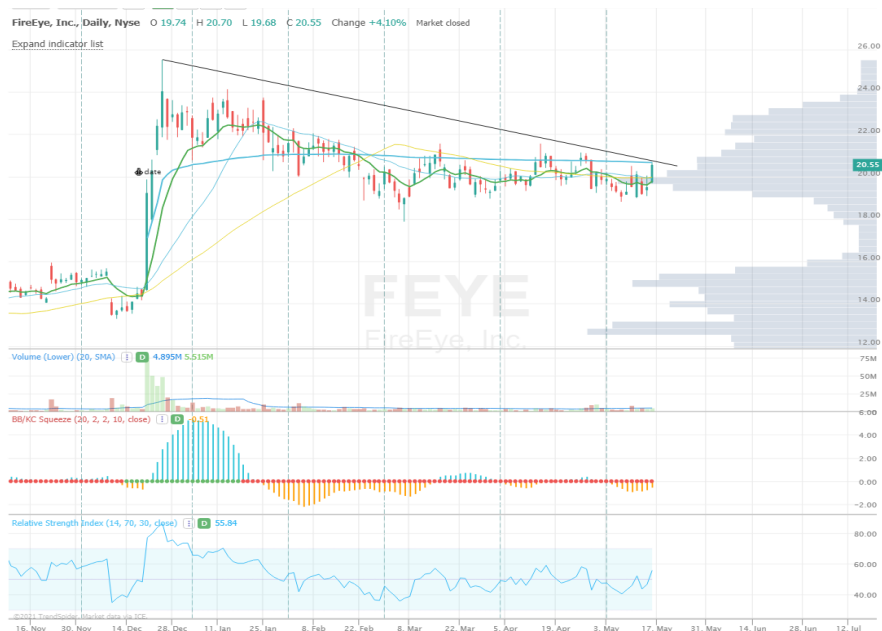 FireEye, Inc., Daily, Nyse O 19.74 H 20.70 L 19.68 C 20.55 Change +4.10% Market closed
Expand indicator list
26.00
24.00
22.00
20.55
20.00
18.00
16.00
14.00
12.00
date
FEYE
FireEye, Inc.
Volume (Lower) (20, SMA) D 4.895M 5.515M
75M
50M
25M
BB/KC Squeeze (20, 2, 2, 10, close) D -0.51
6.00
4.00
2.00
0.00
−2.00
Relative Strength Index (14, 70, 30, close) D 55.84
80.00
60.00
40.00
©2021 TrendSpider. Market data via ICE.
16. Nov 30. Nov 14. Dec 28. Dec 11. Jan 25. Jan 8. Feb 22. Feb 8. Mar 22. Mar 5. Apr 19. Apr 3. May 17. May 31. May 14. Jun 28. Jun 12. Jul